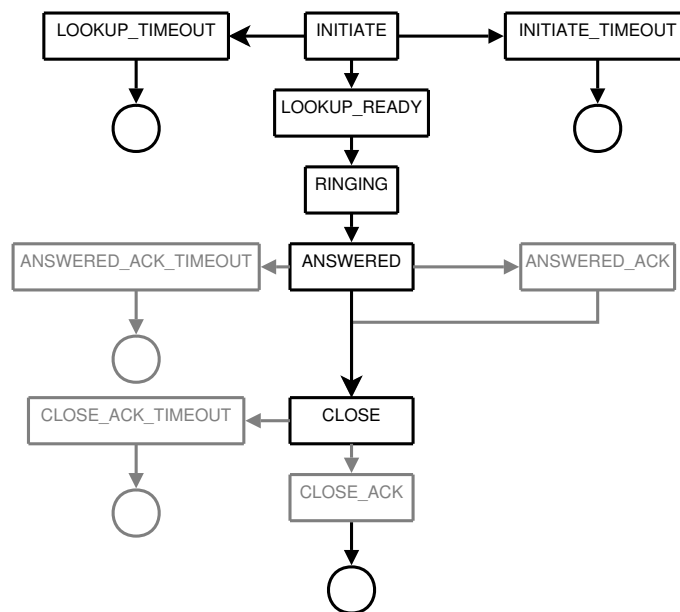 LOOKUP_TIMEOUT
INITIATE
INITIATE_TIMEOUT
LOOKUP_READY
RINGING
ANSWERED_ACK_TIMEOUT
ANSWERED
ANSWERED_ACK
CLOSE_ACK_TIMEOUT
CLOSE
CLOSE_ACK